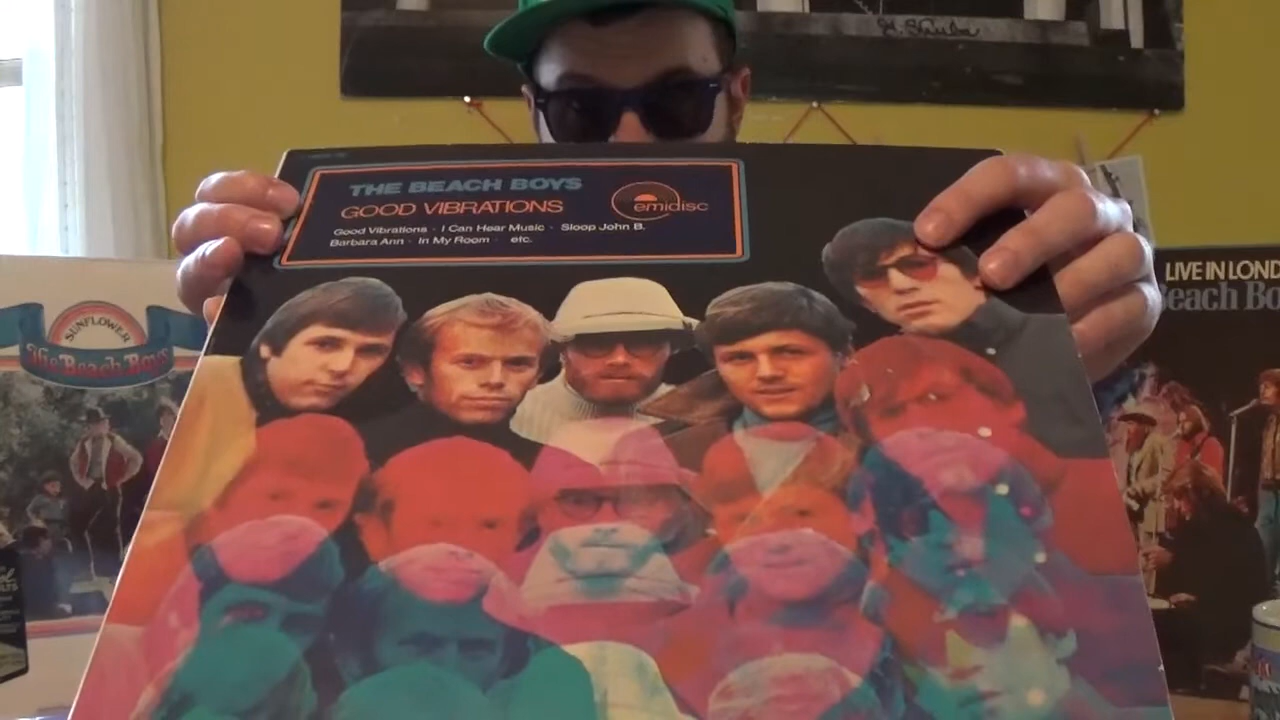 THE BEACH BOYS
GOOD VIBRATIONS
emidisc
Good Vibrations · I Can Hear Music · Sloop John B.
Barbara Ann · In My Room · etc.
SUNFLOWER
The Beach Boys
LIVE IN LOND
Beach Bo